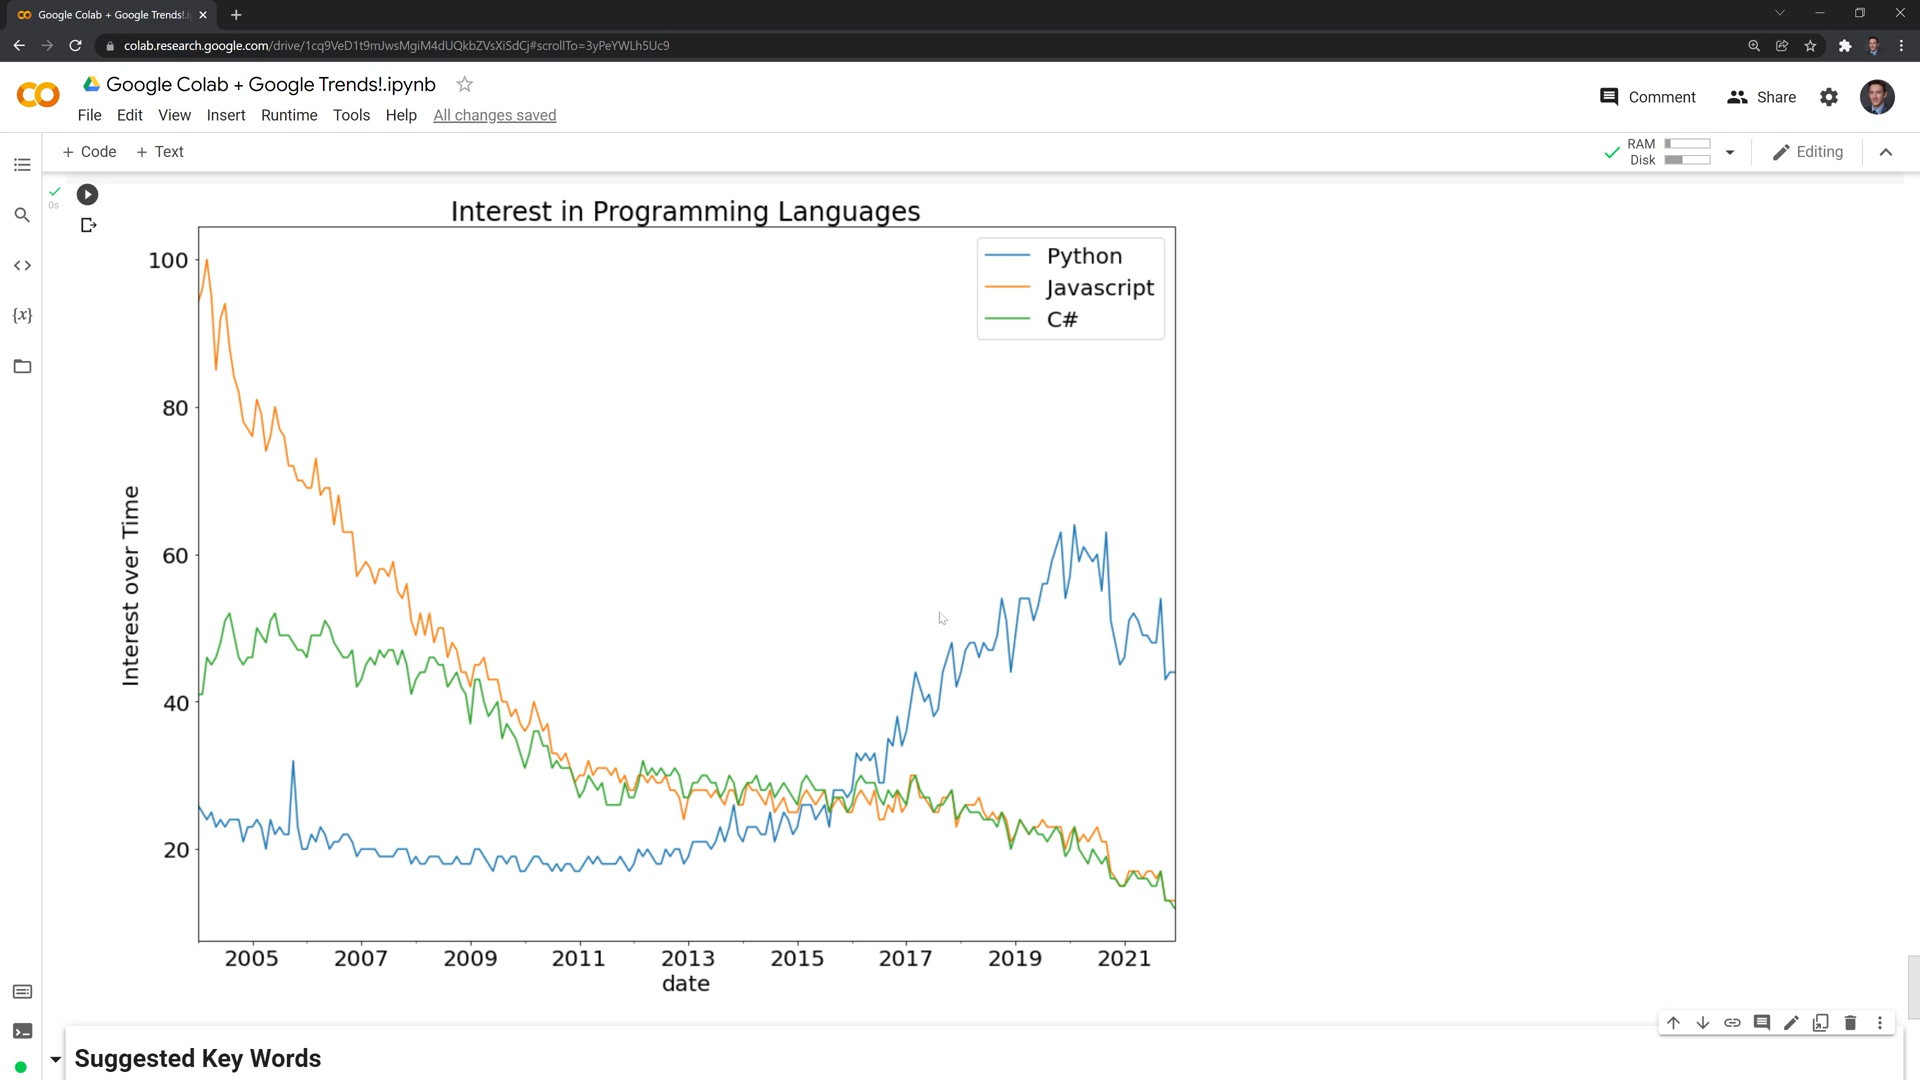 Google Colab + Google Trends!.i
colab.research.google.com/drive/1cq9VeD1t9mJwsMgiM4dUQkbZVsXiSdCj#scrollTo=3yPeYWLh5Uc9
Google Colab + Google Trends!.ipynb
Comment
Share
File Edit View Insert Runtime Tools Help All changes saved
+ Code + Text
RAM
Disk
Editing
{x}
0s
Interest in Programming Languages
Python
Javascript
C#
100
80
60
40
20
Interest over Time
2005 2007 2009 2011 2013 2015 2017 2019 2021
date
Suggested Key Words